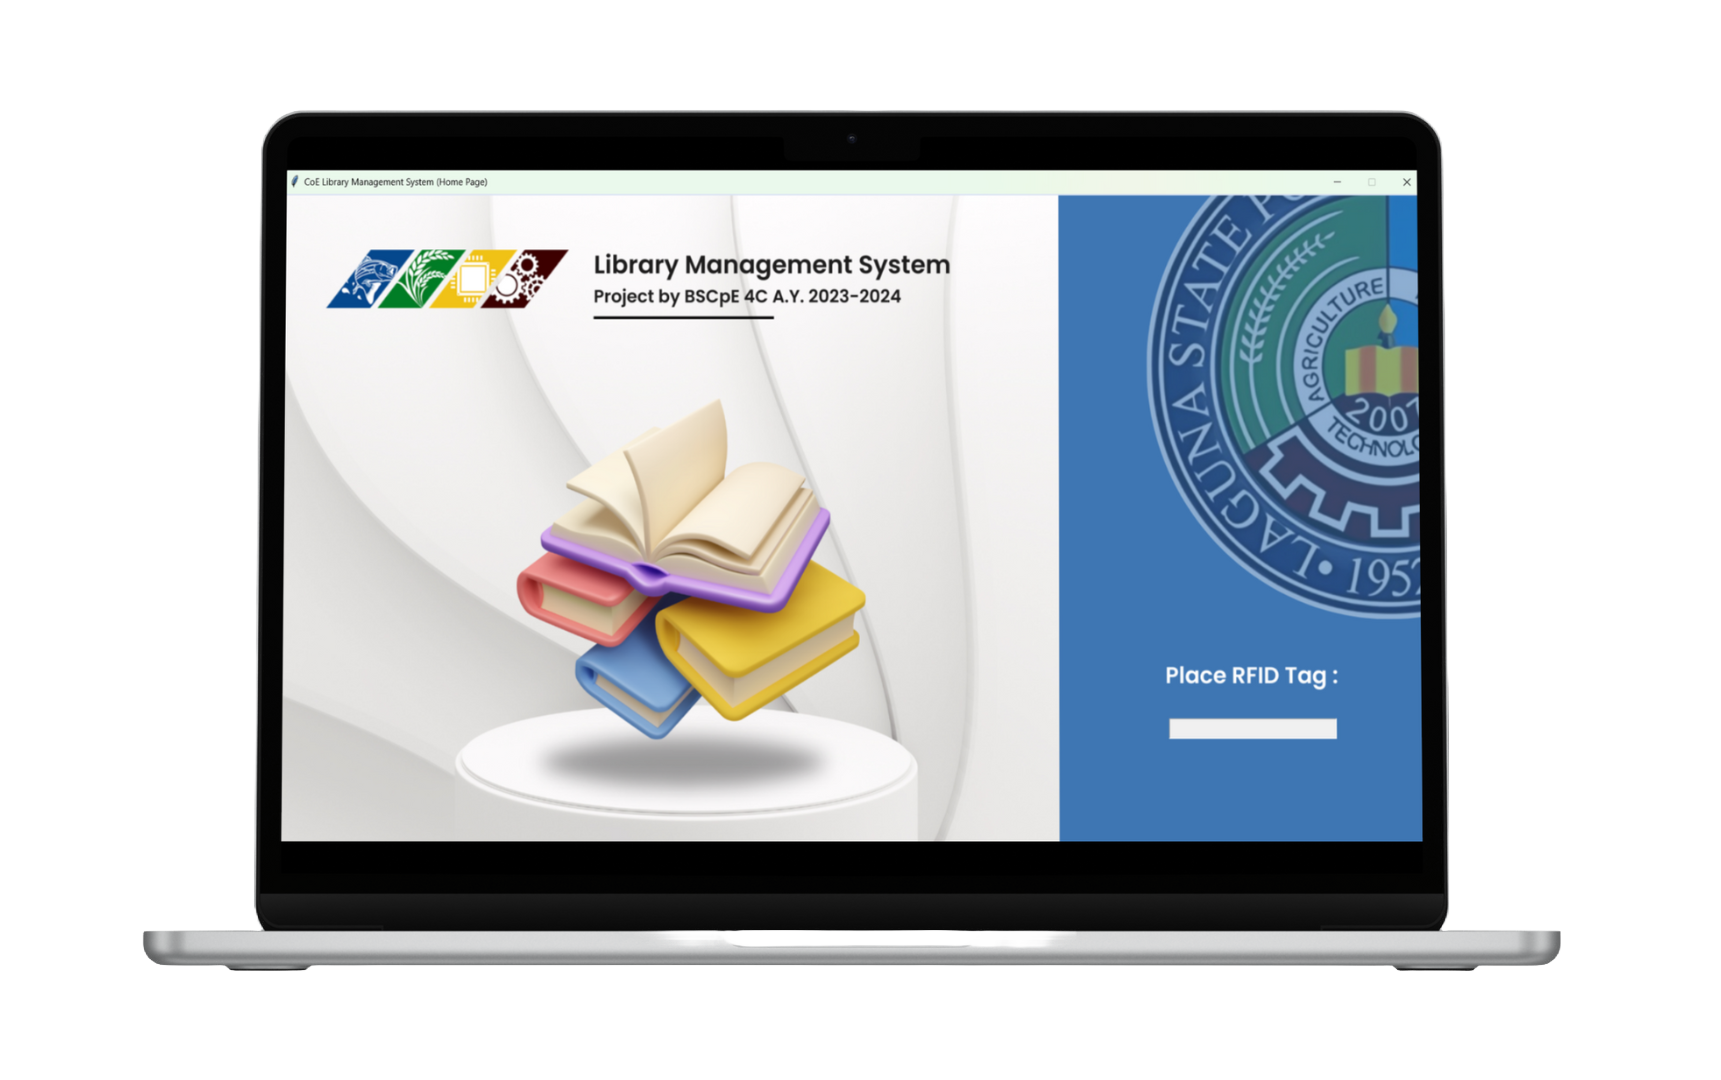 CoE Library Management System (Home Page)
Library Management System
Project by BSCpE 4C A.Y. 2023-2024
LAGUNA STATE
AGRICULTURE
2007
1952
Place RFID Tag :